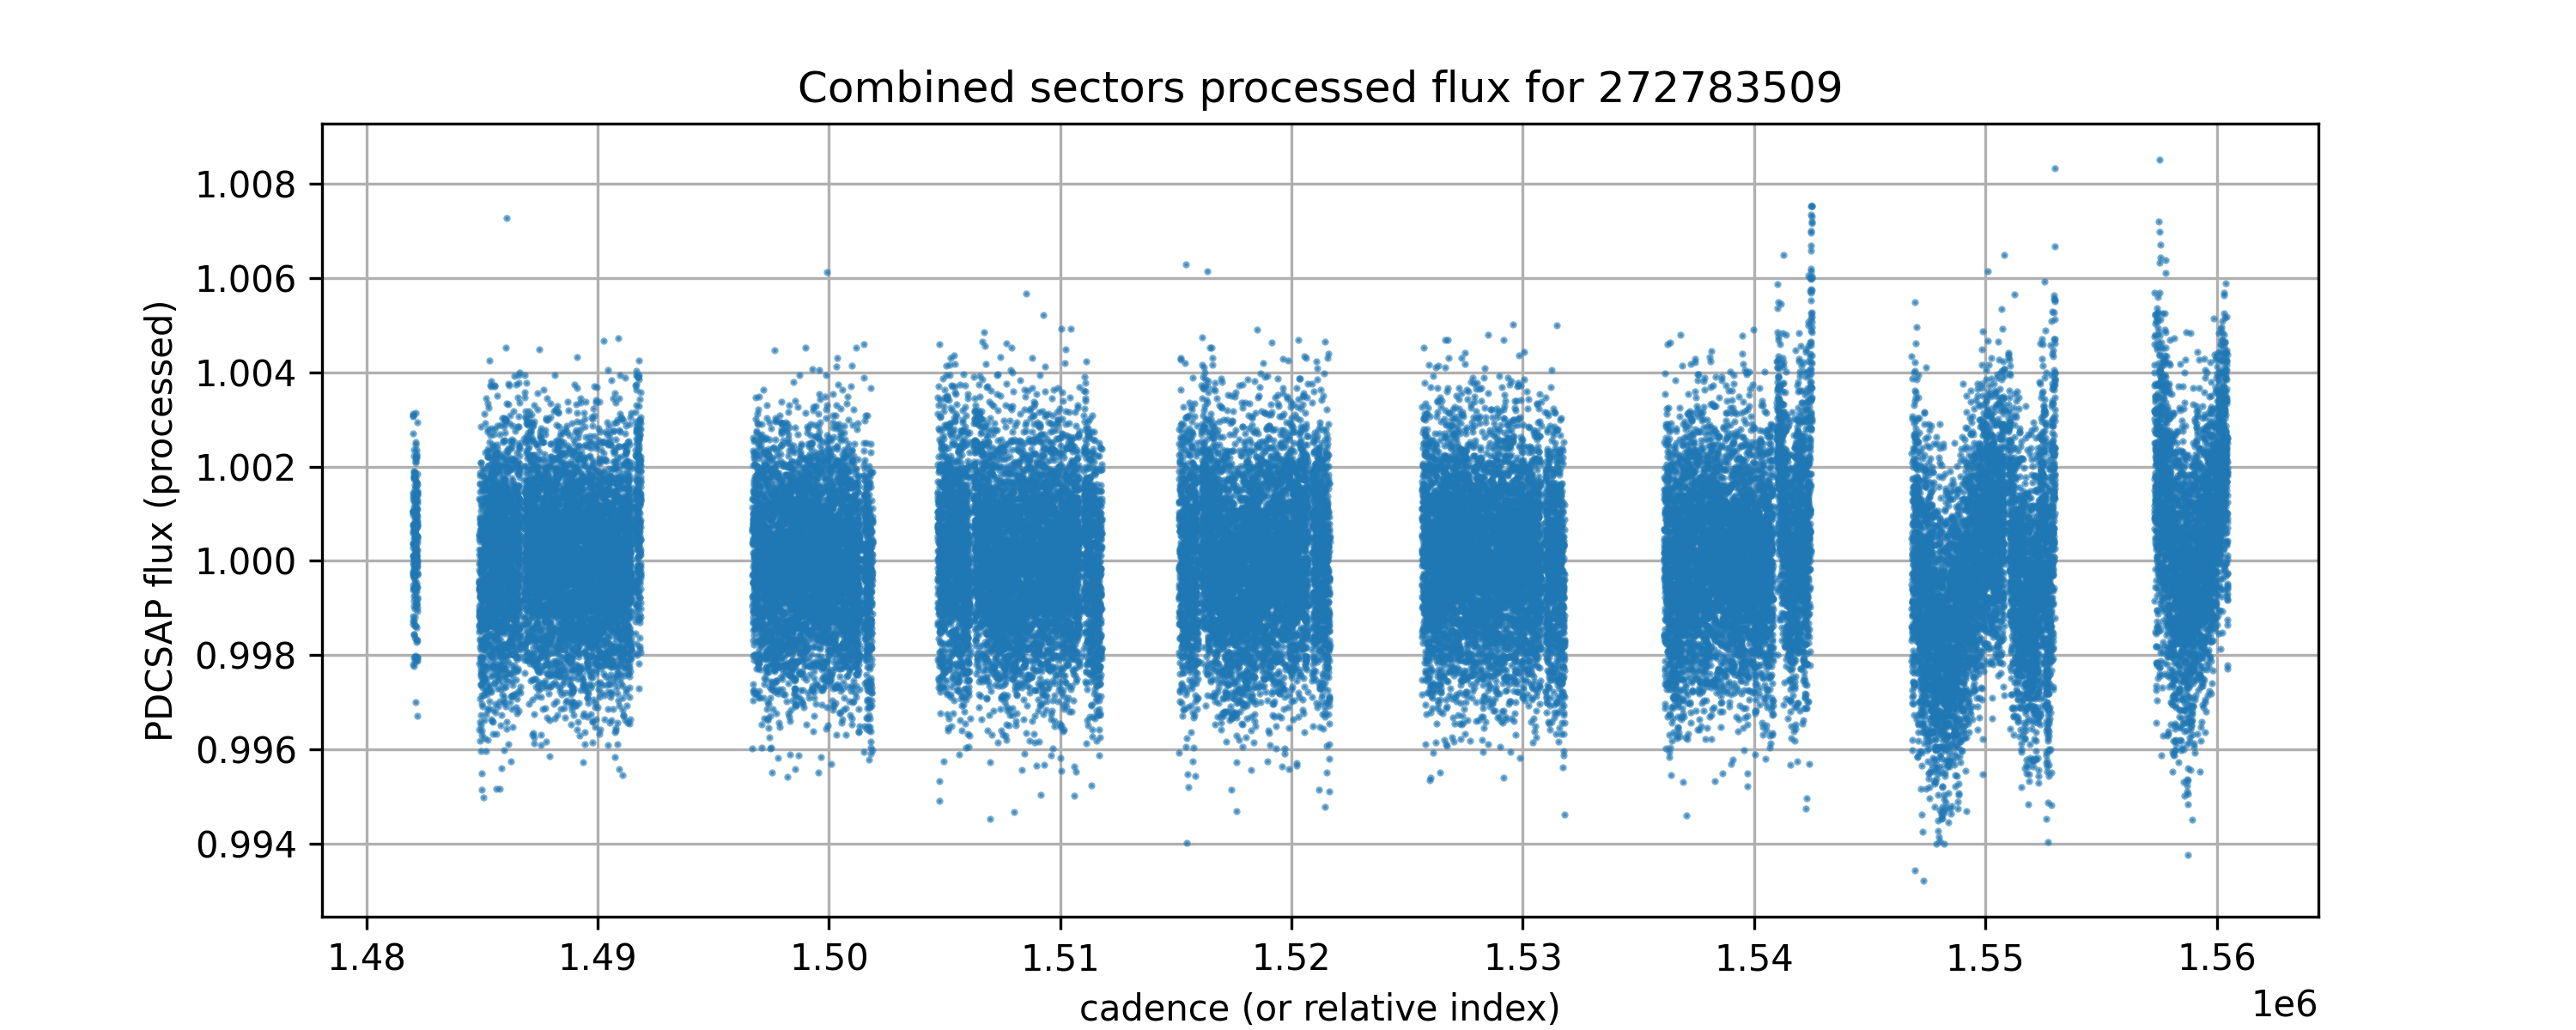 Combined sectors processed flux for 272783509
PDCSAP flux (processed)
1.008
1.006
1.004
1.002
1.000
0.998
0.996
0.994
1.48 1.49 1.50 1.51 1.52 1.53 1.54 1.55 1.56
1e6
cadence (or relative index)